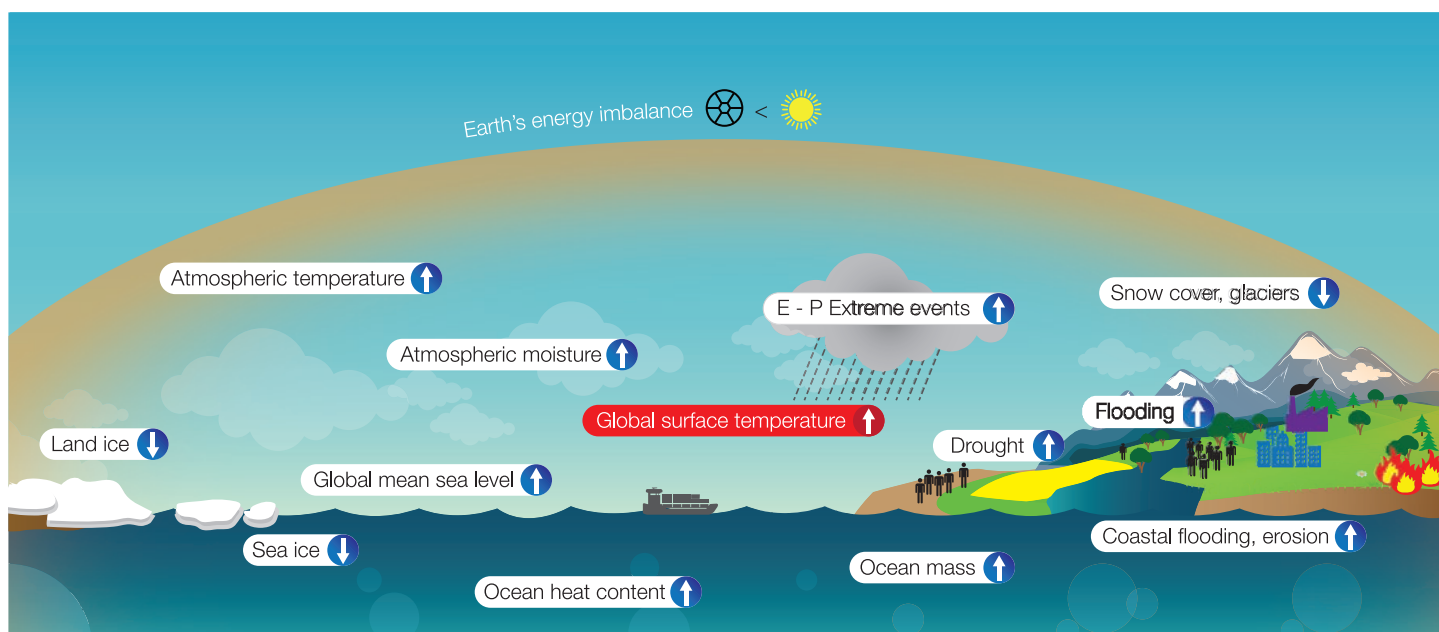 Earth's energy imbalance <
Atmospheric temperature
Snow cover, glaciers
E - P Extreme events
Atmospheric moisture
Global surface temperature
Flooding
Land ice
Drought
Global mean sea level
Coastal flooding, erosion
Sea ice
Ocean mass
Ocean heat content